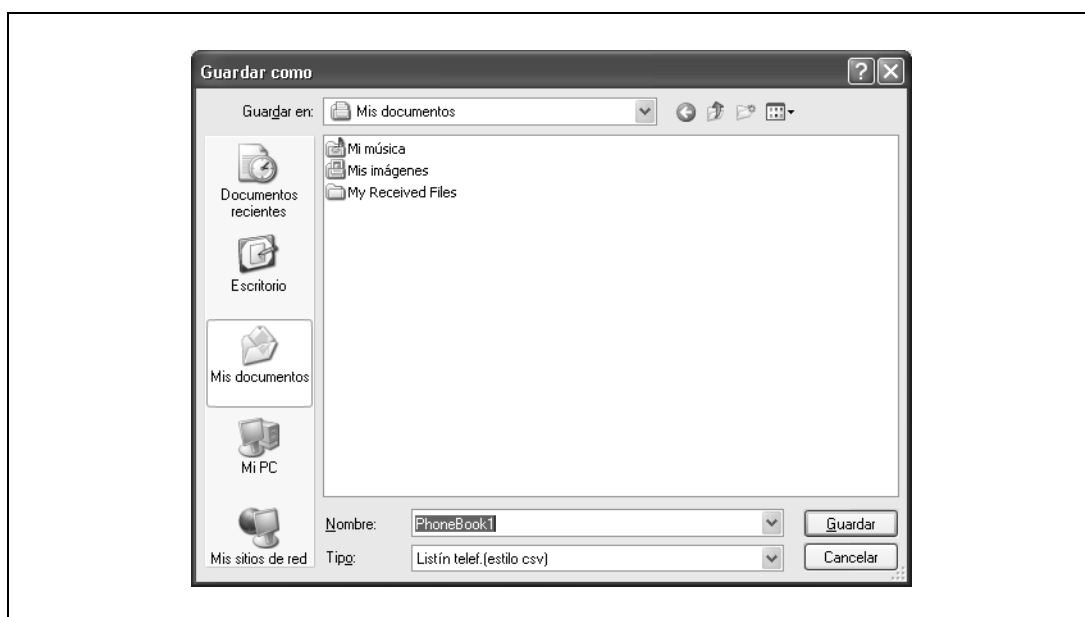 Guardar como
Guardar en: Mis documentos
Mi música
Mis imágenes
My Received Files
Documentos
recientes
Escritorio
Mis documentos
Mi PC
Mis sitios de red
Nombre: PhoneBook1 Guardar
Tipo: Listín telef.(estilo csv) Cancelar